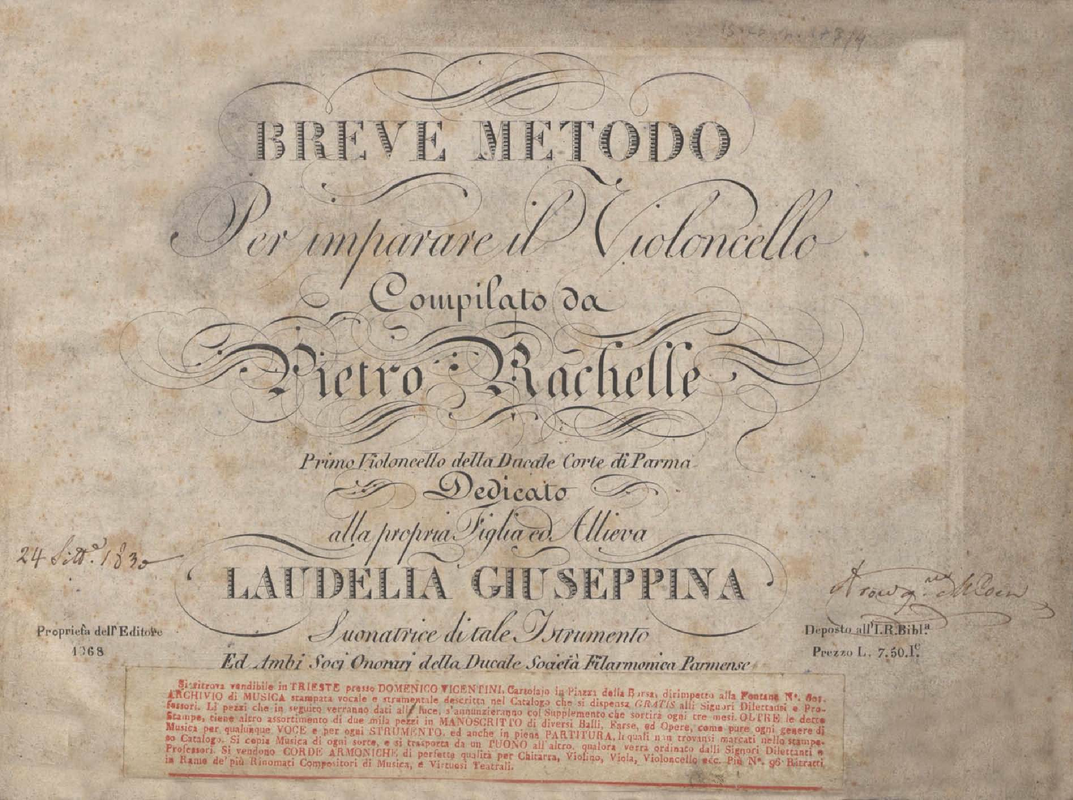 BREVE METODO
Per imparare il Violoncello
Compilato da
Pietro Rachelle
Primo Violoncello della Ducale Corte di Parma
Dedicato
alla propria Figlia ed Allieva
24 Sett.e 1830
LAUDELIA GIUSEPPINA
Suonatrice di tale Istrumento
Proprietà dell' Editore
1068
Deposto all' I.R. Bibl.a
Prezzo L. 7,50. It.
Ed Ambi Soci Onorarj della Ducale Società Filarmonica Parmense
Si ritrova vendibile in TRIESTE presso DOMENICO VICENTINI, Cartolajo in Piazza della Borsa, dirimpetto alla Fontana N.o 601.
ARCHIVIO di MUSICA stampata vocale e strumentale descritta nel Catalogo che si dispensa GRATIS alli Signori Dilettanti e Pro-
fessori. Li pezzi che in seguito verranno dati alla luce, s'annunzieranno col Supplemento che sortirà ogni tre mesi. OLTRE le dette
Stampe, tiene altro assortimento di due mila pezzi in MANOSCRITTO di diversi Balli, Farse, ed Opere, come pure ogni genere di
Musica per qualunque VOCE e per ogni STRUMENTO, ed anche in piena PARTITURA, li quali non trovansi marcati nello stampa-
to Catalogo. Si copia Musica di ogni sorte, e si trasporta da un TUONO all'altro, qualora verrà ordinato dalli Signori Dilettanti e
Professori. Si vendono CORDE ARMONICHE di perfetta qualità per Chitarra, Violino, Viola, Violoncello ecc. Più N.o 96 Ritratti
in Rame de' più Rinomati Compositori di Musica, e Virtuosi Teatrali.